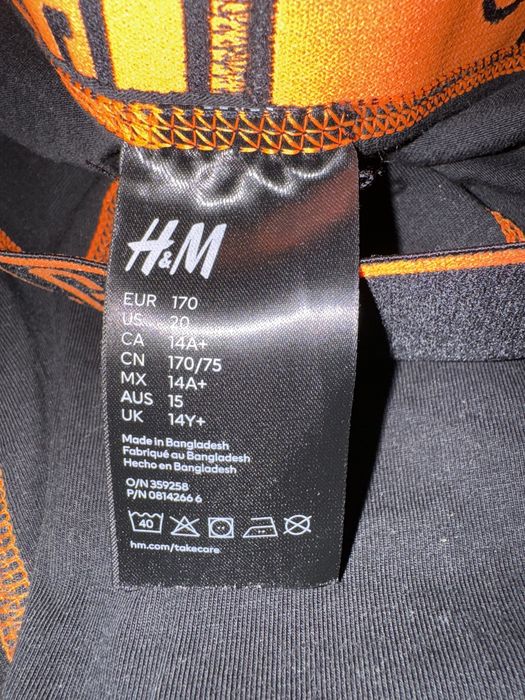 H&M
EUR 170
US 20
CA 14A+
CN 170/75
MX 14A+
AUS 15
UK 14Y+
Made in Bangladesh
Fabriqué au Bangladesh
Hecho en Bangladesh
O/N 359258
P/N 0814266 6
40
hm.com/takecare